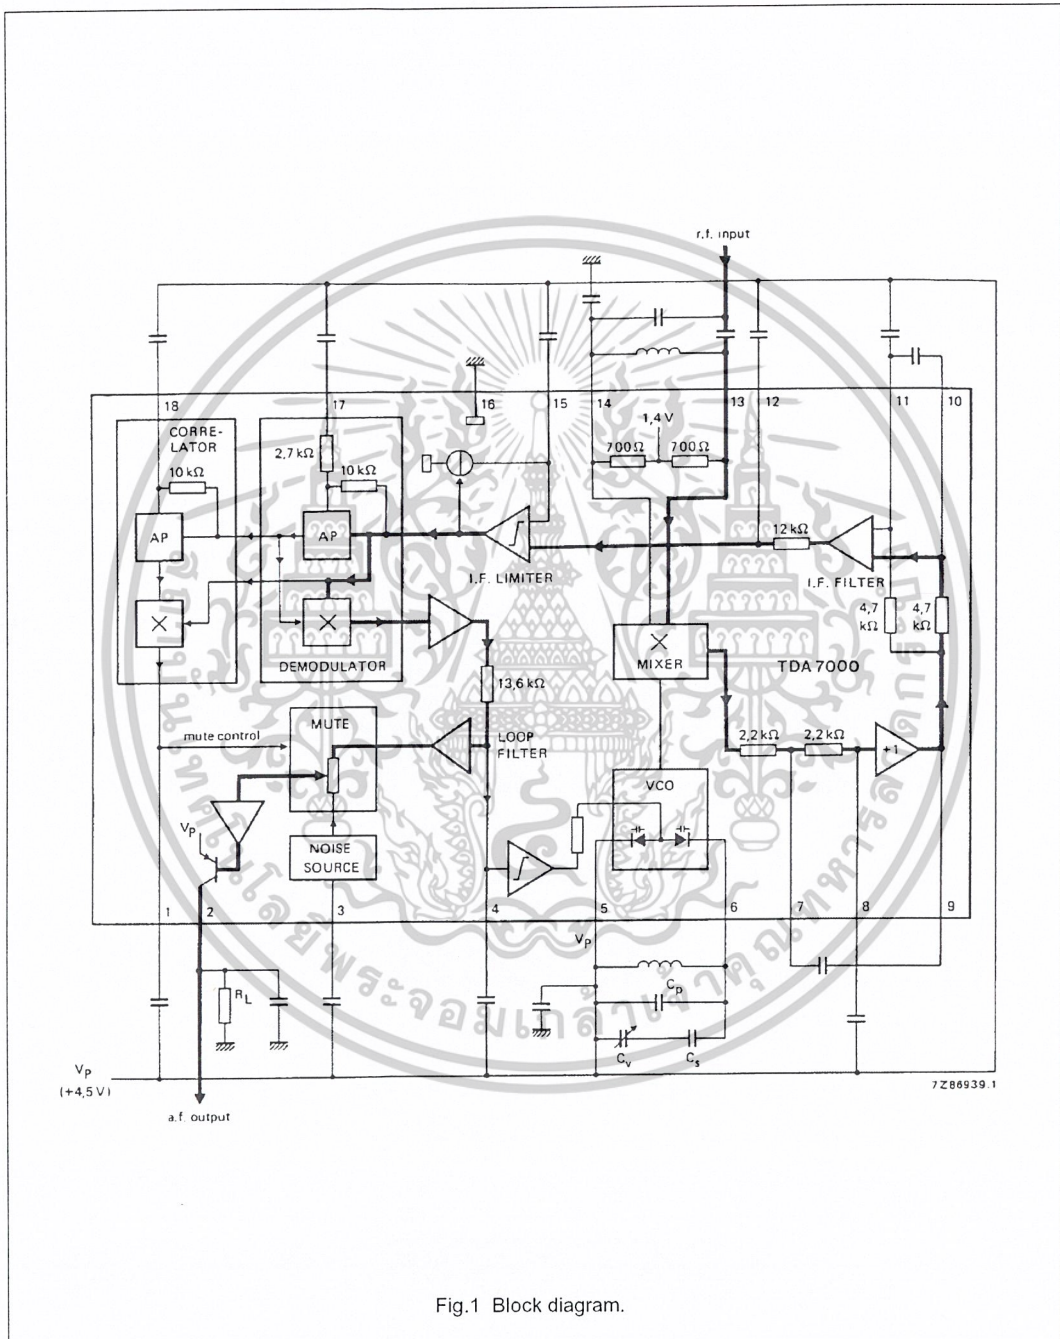 r.f. input
18
17
16
15
14
13
12
11
10
1,4 V
CORRE-
LATOR
10 kΩ
2,7 kΩ
10 kΩ
700Ω
700Ω
AP
AP
12 kΩ
I.F. LIMITER
I.F. FILTER
4,7
kΩ
4,7
kΩ
MIXER
TDA7000
DEMODULATOR
13,6 kΩ
MUTE
mute control
LOOP
FILTER
2,2 kΩ
2,2 kΩ
+1
VCO
VP
NOISE
SOURCE
1
2
3
4
5
6
7
8
9
VP
RL
Cp
Cv
Cs
VP
(+4,5 V)
7Z86939.1
a.f. output
Fig.1 Block diagram.